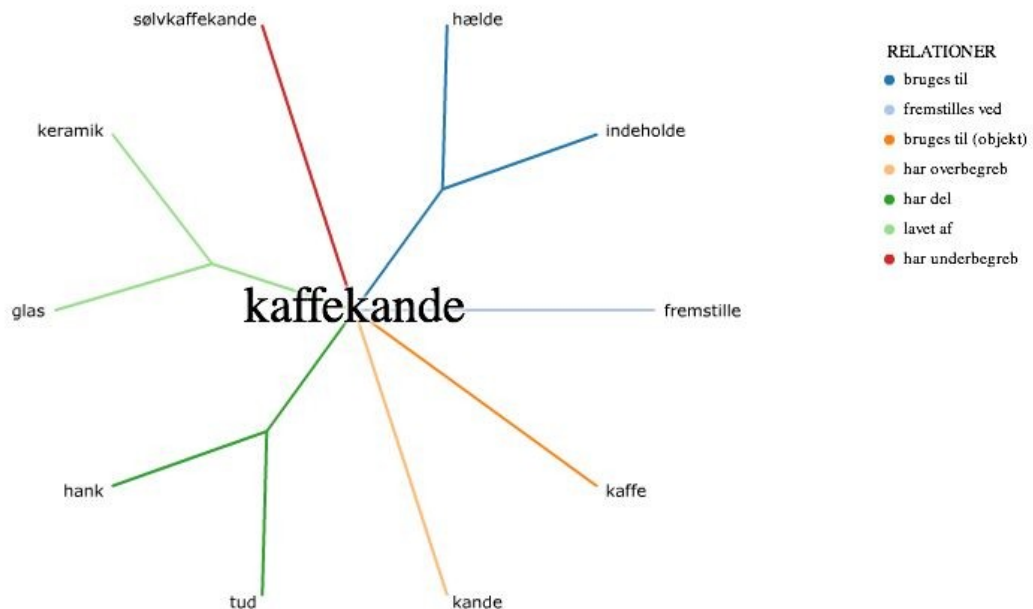 sølvkaffekande
hælde
RELATIONER
bruges til
fremstilles ved
keramik
indeholde
bruges til (objekt)
har overbegreb
har del
lavet af
har underbegreb
glas
kaffekande
fremstille
hank
kaffe
tud
kande